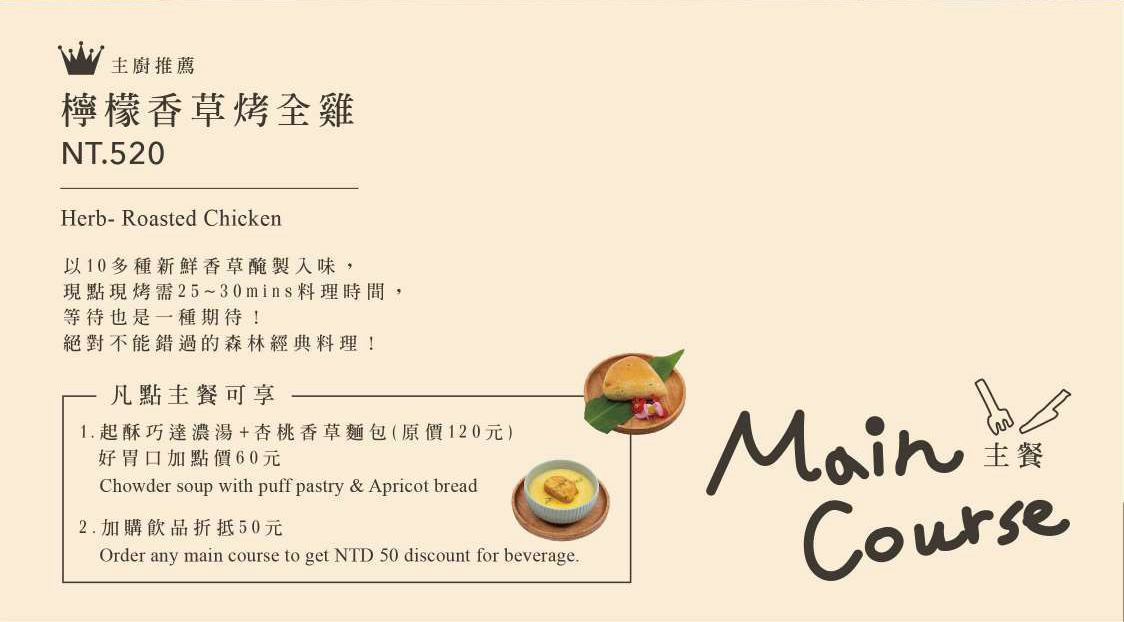 主廚推薦
檸檬香草烤全雞
NT.520
Herb- Roasted Chicken
以10多種新鮮香草醃製入味，
現點現烤需25~30mins料理時間，
等待也是一種期待！
絕對不能錯過的森林經典料理！
凡點主餐可享
1.起酥巧達濃湯+杏桃香草麵包(原價120元)
好胃口加點價60元
Chowder soup with puff pastry & Apricot bread
2.加購飲品折抵50元
Order any main course to get NTD 50 discount for beverage.
Main
主餐
Course